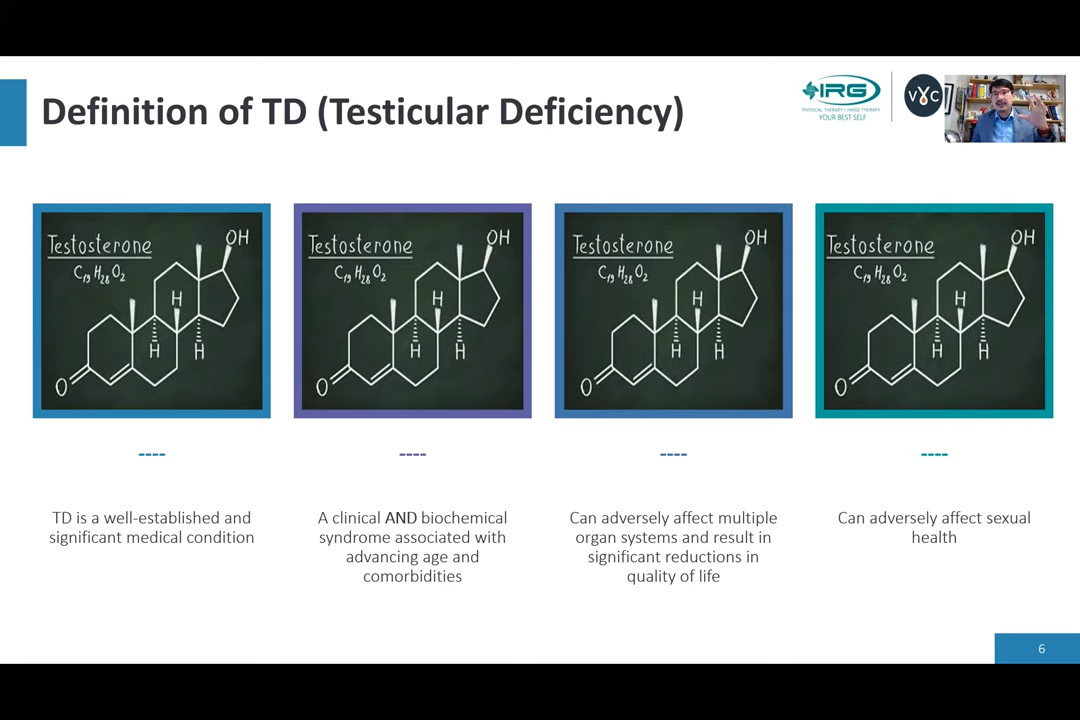 Definition of TD (Testicular Deficiency)
IRG
PHYSICAL THERAPY | HAND THERAPY
YOUR BEST SELF
VYC
Testosterone
C19 H28 O2
OH
H
H
H
O
Testosterone
C19 H28 O2
OH
H
H
H
O
Testosterone
C19 H28 O2
OH
H
H
H
O
Testosterone
C19 H28 O2
OH
H
H
H
O
----
----
----
----
TD is a well-established and
significant medical condition
A clinical AND biochemical
syndrome associated with
advancing age and
comorbidities
Can adversely affect multiple
organ systems and result in
significant reductions in
quality of life
Can adversely affect sexual
health
6